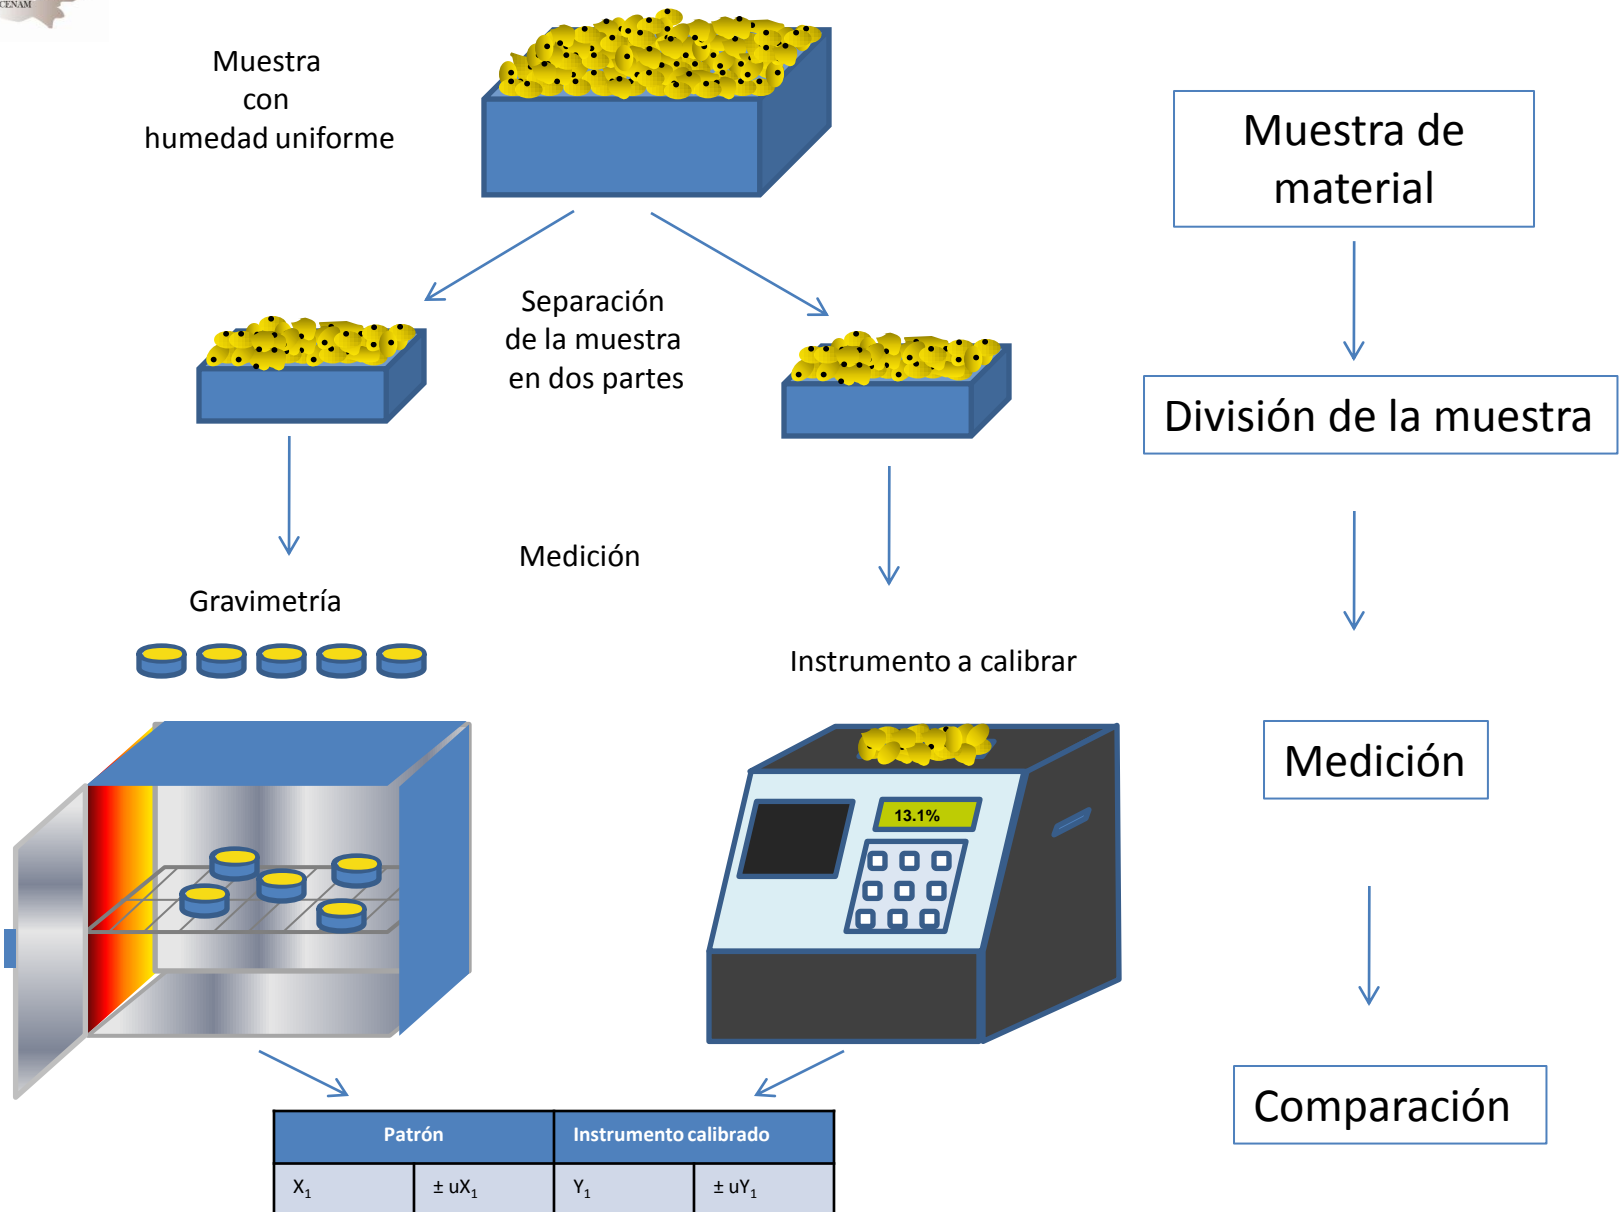 CENAM
Muestra
con
humedad uniforme
Muestra de
material
Separación
de la muestra
en dos partes
División de la muestra
Medición
Gravimetría
Instrumento a calibrar
Medición
13.1%
Comparación
Patrón Instrumento calibrado
X₁ ± uX₁ Y₁ ± uY₁